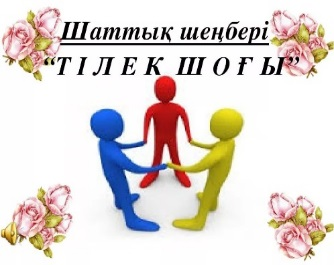 Шаттық шеңбері
“Т І Л Е К Ш О Ғ Ы”